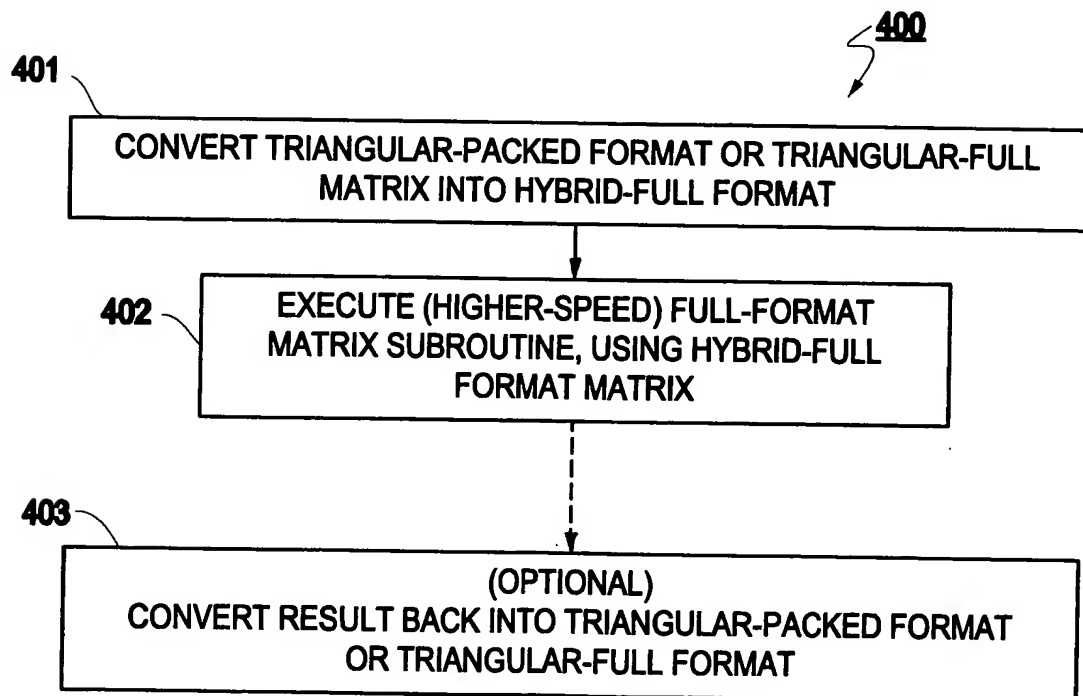 400
401
CONVERT TRIANGULAR-PACKED FORMAT OR TRIANGULAR-FULL
MATRIX INTO HYBRID-FULL FORMAT
402
EXECUTE (HIGHER-SPEED) FULL-FORMAT
MATRIX SUBROUTINE, USING HYBRID-FULL
FORMAT MATRIX
403
(OPTIONAL)
CONVERT RESULT BACK INTO TRIANGULAR-PACKED FORMAT
OR TRIANGULAR-FULL FORMAT